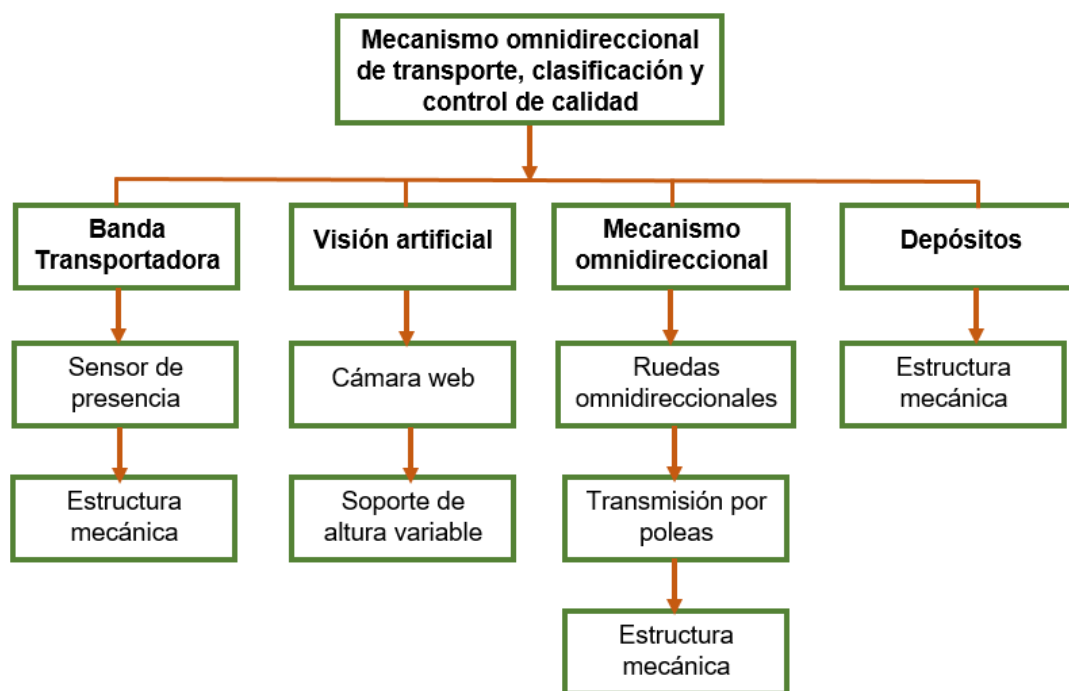 Mecanismo omnidireccional
de transporte, clasificación y
control de calidad
Banda
Transportadora
Visión artificial
Mecanismo
omnidireccional
Depósitos
Sensor de
presencia
Cámara web
Ruedas
omnidireccionales
Estructura
mecánica
Estructura
mecánica
Soporte de
altura variable
Transmisión por
poleas
Estructura
mecánica